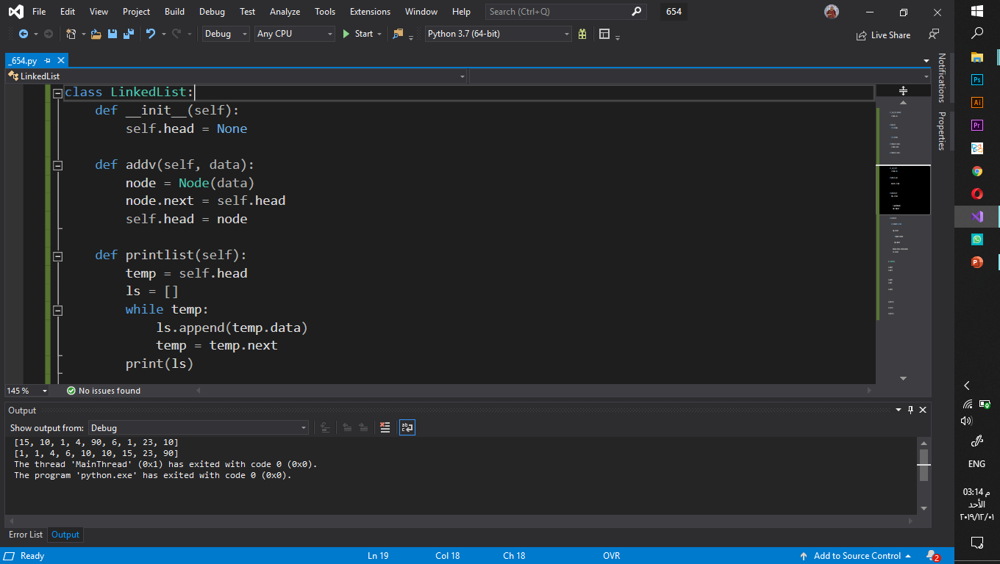 File Edit View Project Build Debug Test Analyze Tools Extensions Window Help Search (Ctrl+Q) 654
Debug Any CPU Start Python 3.7 (64-bit) Live Share
_654.py
LinkedList
class LinkedList:
    def __init__(self):
        self.head = None
    def addv(self, data):
        node = Node(data)
        node.next = self.head
        self.head = node
    def printlist(self):
        temp = self.head
        ls = []
        while temp:
            ls.append(temp.data)
            temp = temp.next
        print(ls)
145 % No issues found
Output
Show output from: Debug
[15, 10, 1, 4, 90, 6, 1, 23, 10]
[1, 1, 4, 6, 10, 10, 15, 23, 90]
The thread 'MainThread' (0x1) has exited with code 0 (0x0).
The program 'python.exe' has exited with code 0 (0x0).
Error List Output
Ready Ln 19 Col 18 Ch 18 OVR Add to Source Control 2
Notifications
Properties
Ps
Ai
Pr
P
ENG
03:14 م
الأحد
٢٠١٩/١٢/٠١